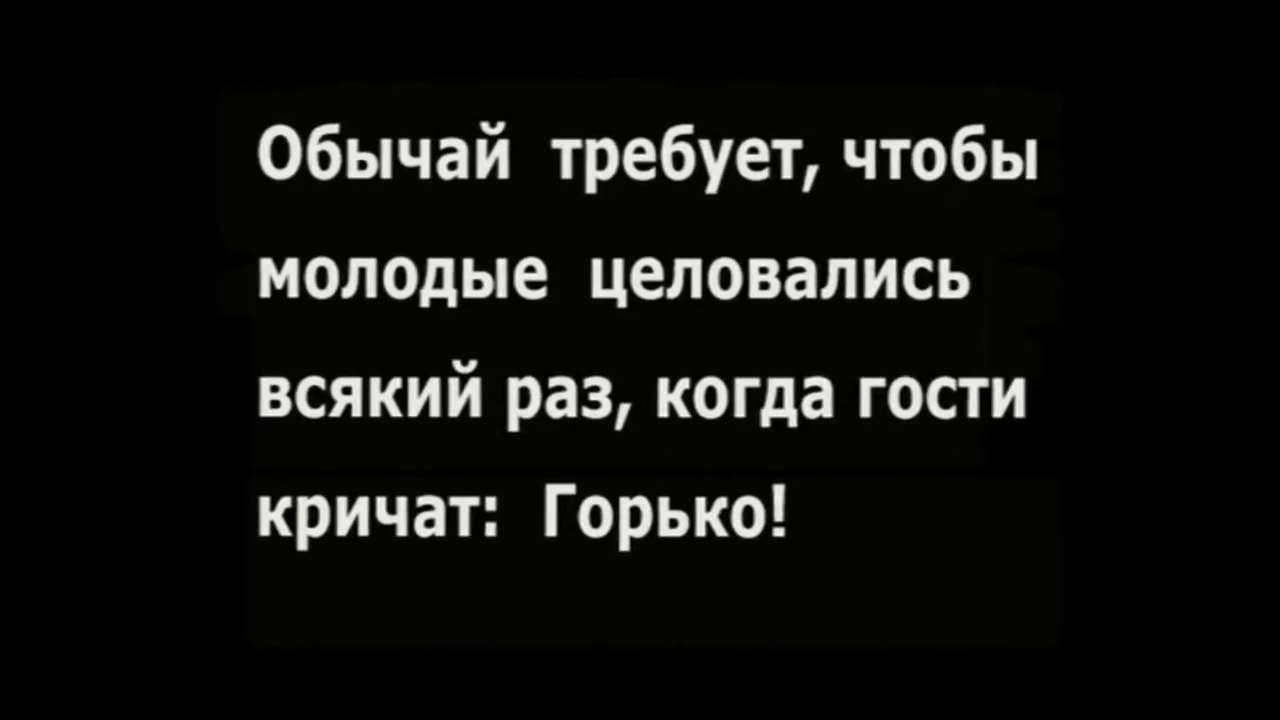 Обычай требует, чтобы
молодые целовались
всякий раз, когда гости
кричат: Горько!